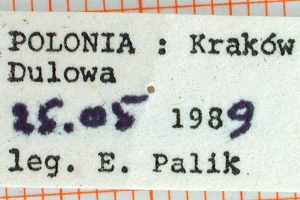 POLONIA : Kraków
Dulowa
25.05 1989
leg. E. Palik